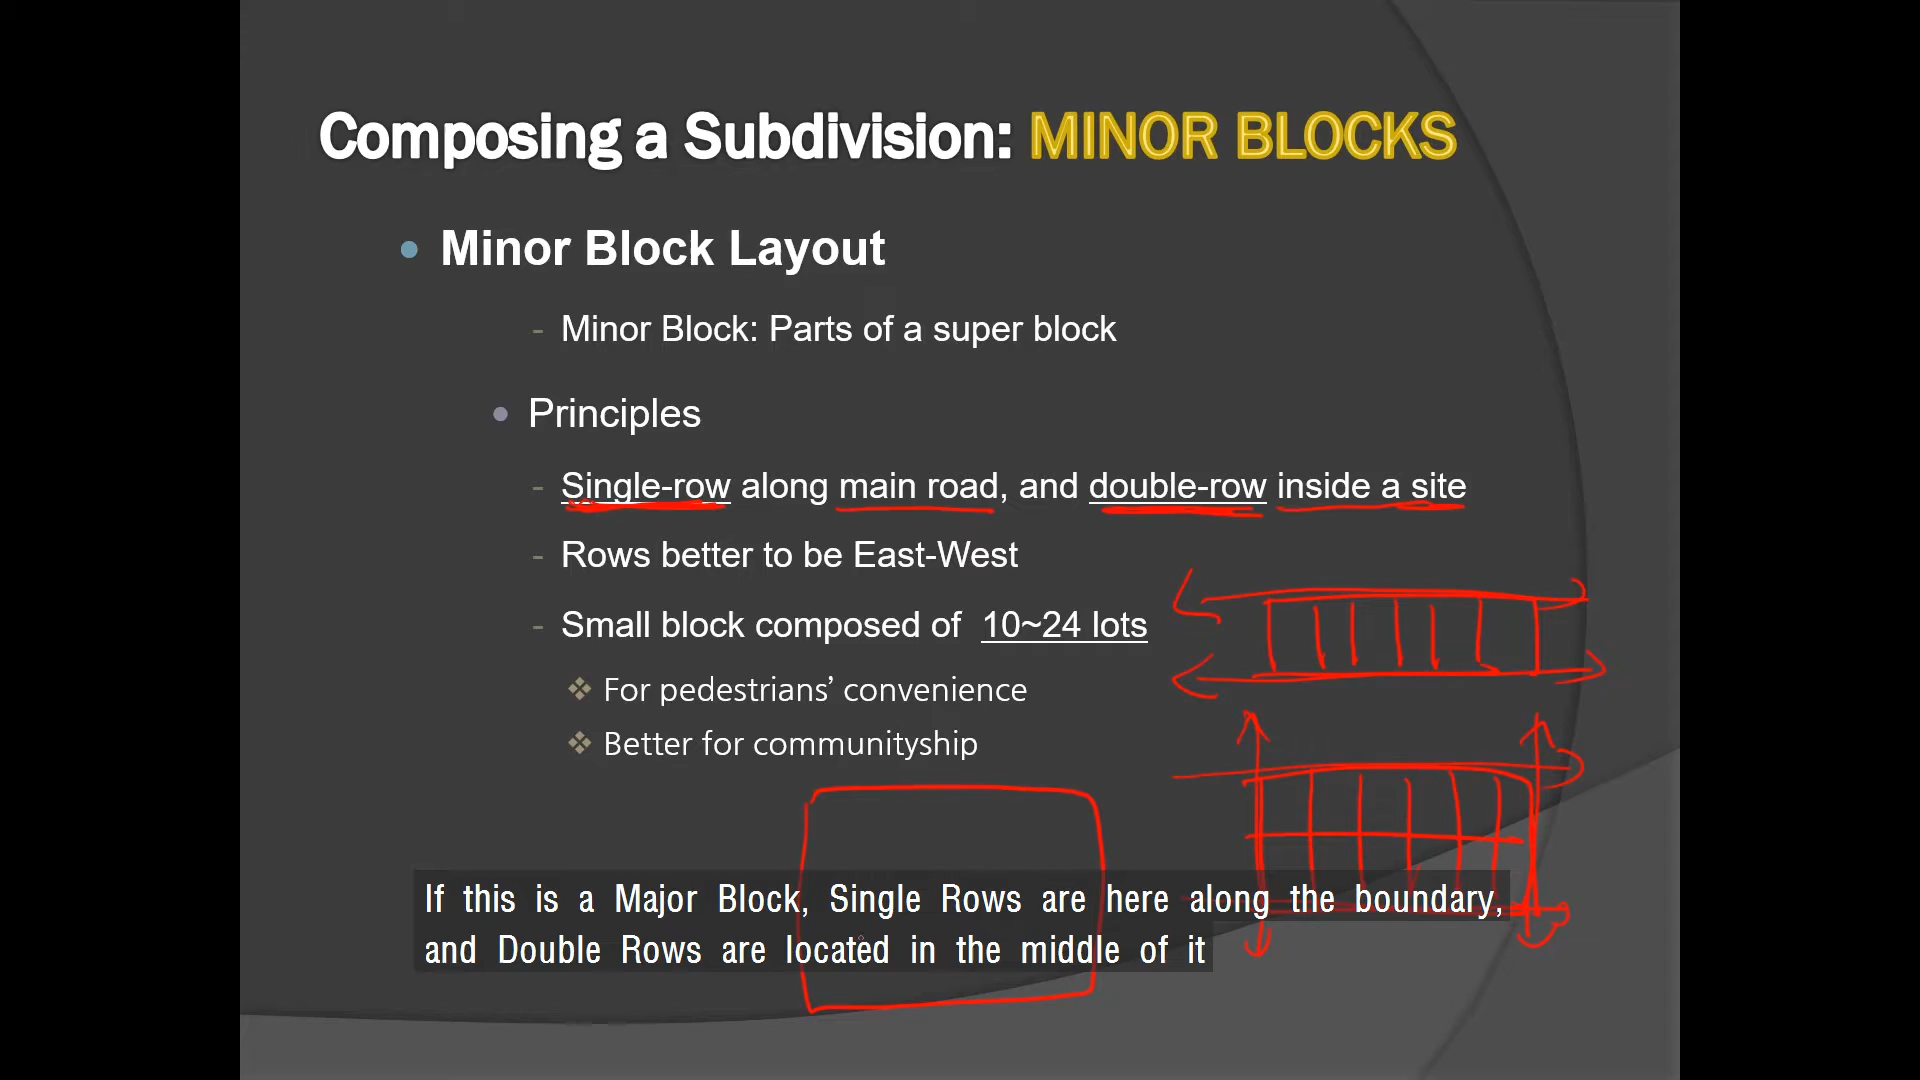 Composing a Subdivision: MINOR BLOCKS
Minor Block Layout
- Minor Block: Parts of a super block
Principles
- Single-row along main road, and double-row inside a site
- Rows better to be East-West
- Small block composed of 10~24 lots
For pedestrians’ convenience
Better for communityship
If this is a Major Block, Single Rows are here along the boundary,
and Double Rows are located in the middle of it